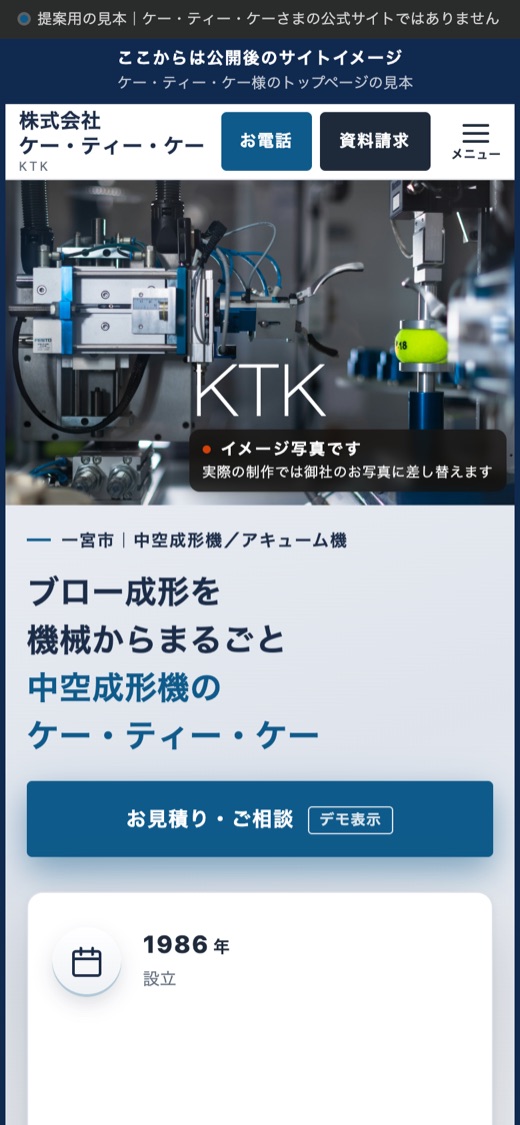 提案用の見本｜ケー・ティー・ケーさまの公式サイトではありません
ここからは公開後のサイトイメージ
ケー・ティー・ケー様のトップページの見本
株式会社
ケー・ティー・ケー
KTK
お電話
資料請求
メニュー
18
KTK
イメージ写真です
実際の制作では御社のお写真に差し替えます
一宮市｜中空成形機／アキューム機
ブロー成形を
機械からまるごと
中空成形機の
ケー・ティー・ケー
お見積り・ご相談 デモ表示
1986 年
設立